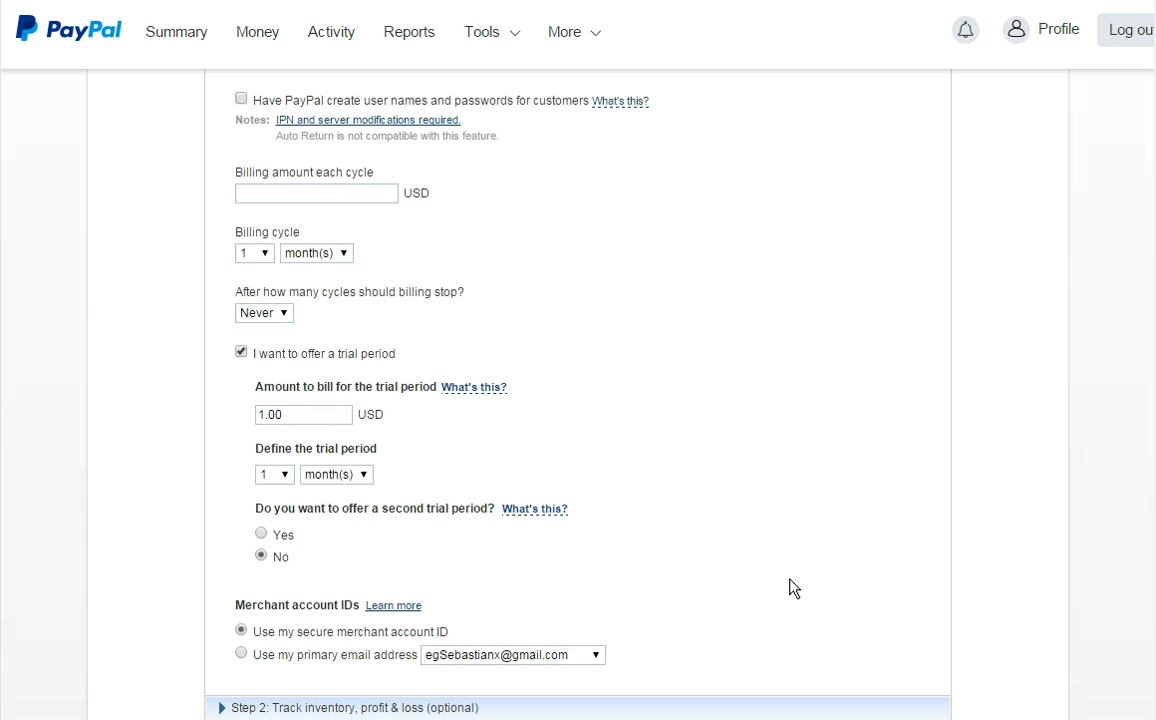 PayPal Summary Money Activity Reports Tools More Profile Log ou
Have PayPal create user names and passwords for customers What's this?
Notes: IPN and server modifications required.
Auto Return is not compatible with this feature.
Billing amount each cycle
USD
Billing cycle
1 month(s)
After how many cycles should billing stop?
Never
I want to offer a trial period
Amount to bill for the trial period What's this?
1.00 USD
Define the trial period
1 month(s)
Do you want to offer a second trial period? What's this?
Yes
No
Merchant account IDs Learn more
Use my secure merchant account ID
Use my primary email address egSebastianx@gmail.com
Step 2: Track inventory, profit & loss (optional)